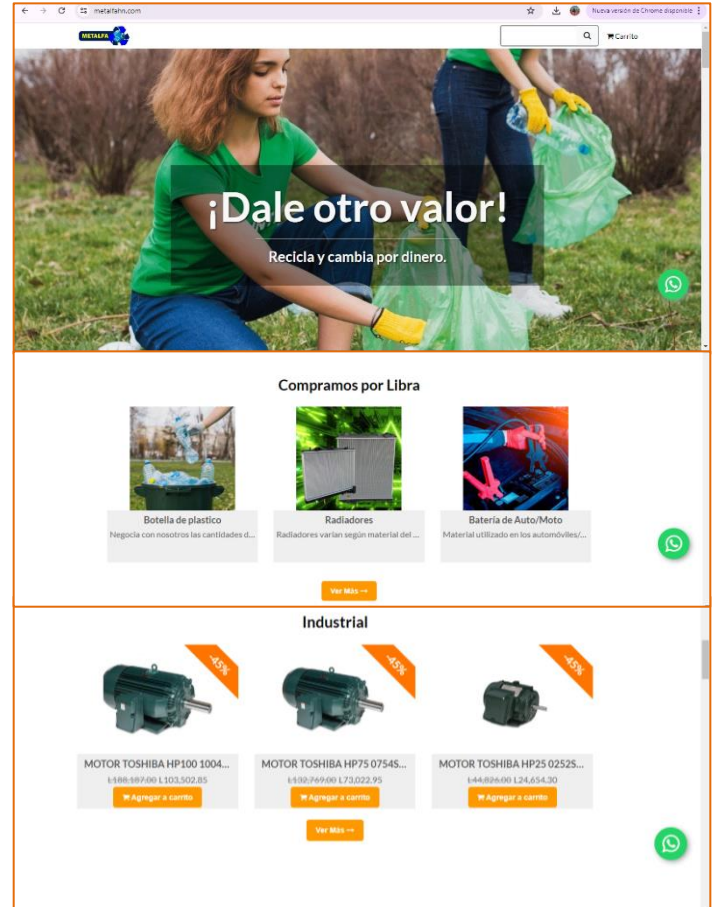 metalfahn.com
Nueva versión de Chrome disponible
METALFA
Carrito
¡Dale otro valor!
Recicla y cambia por dinero.
Compramos por Libra
Botella de plastico
Negocia con nosotros las cantidades d...
Radiadores
Radiadores varian según material del ...
Batería de Auto/Moto
Material utilizado en los automóviles/...
Ver Más →
Industrial
-45%
-45%
-45%
MOTOR TOSHIBA HP100 1004...
L188,187.00 L103,502.85
Agregar a carrito
MOTOR TOSHIBA HP75 0754S...
L132,769.00 L73,022.95
Agregar a carrito
MOTOR TOSHIBA HP25 0252S...
L44,826.00 L24,654.30
Agregar a carrito
Ver Más →